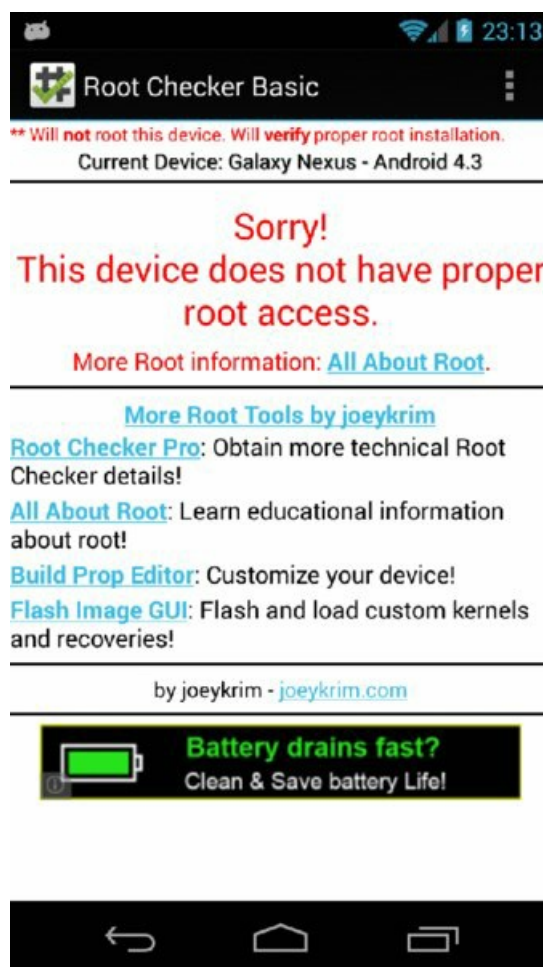 23:13
Root Checker Basic
** Will not root this device. Will verify proper root installation.
Current Device: Galaxy Nexus - Android 4.3
Sorry!
This device does not have proper
root access.
More Root information: All About Root.
More Root Tools by joeykrim
Root Checker Pro: Obtain more technical Root
Checker details!
All About Root: Learn educational information
about root!
Build Prop Editor: Customize your device!
Flash Image GUI: Flash and load custom kernels
and recoveries!
by joeykrim - joeykrim.com
Battery drains fast?
Clean & Save battery Life!